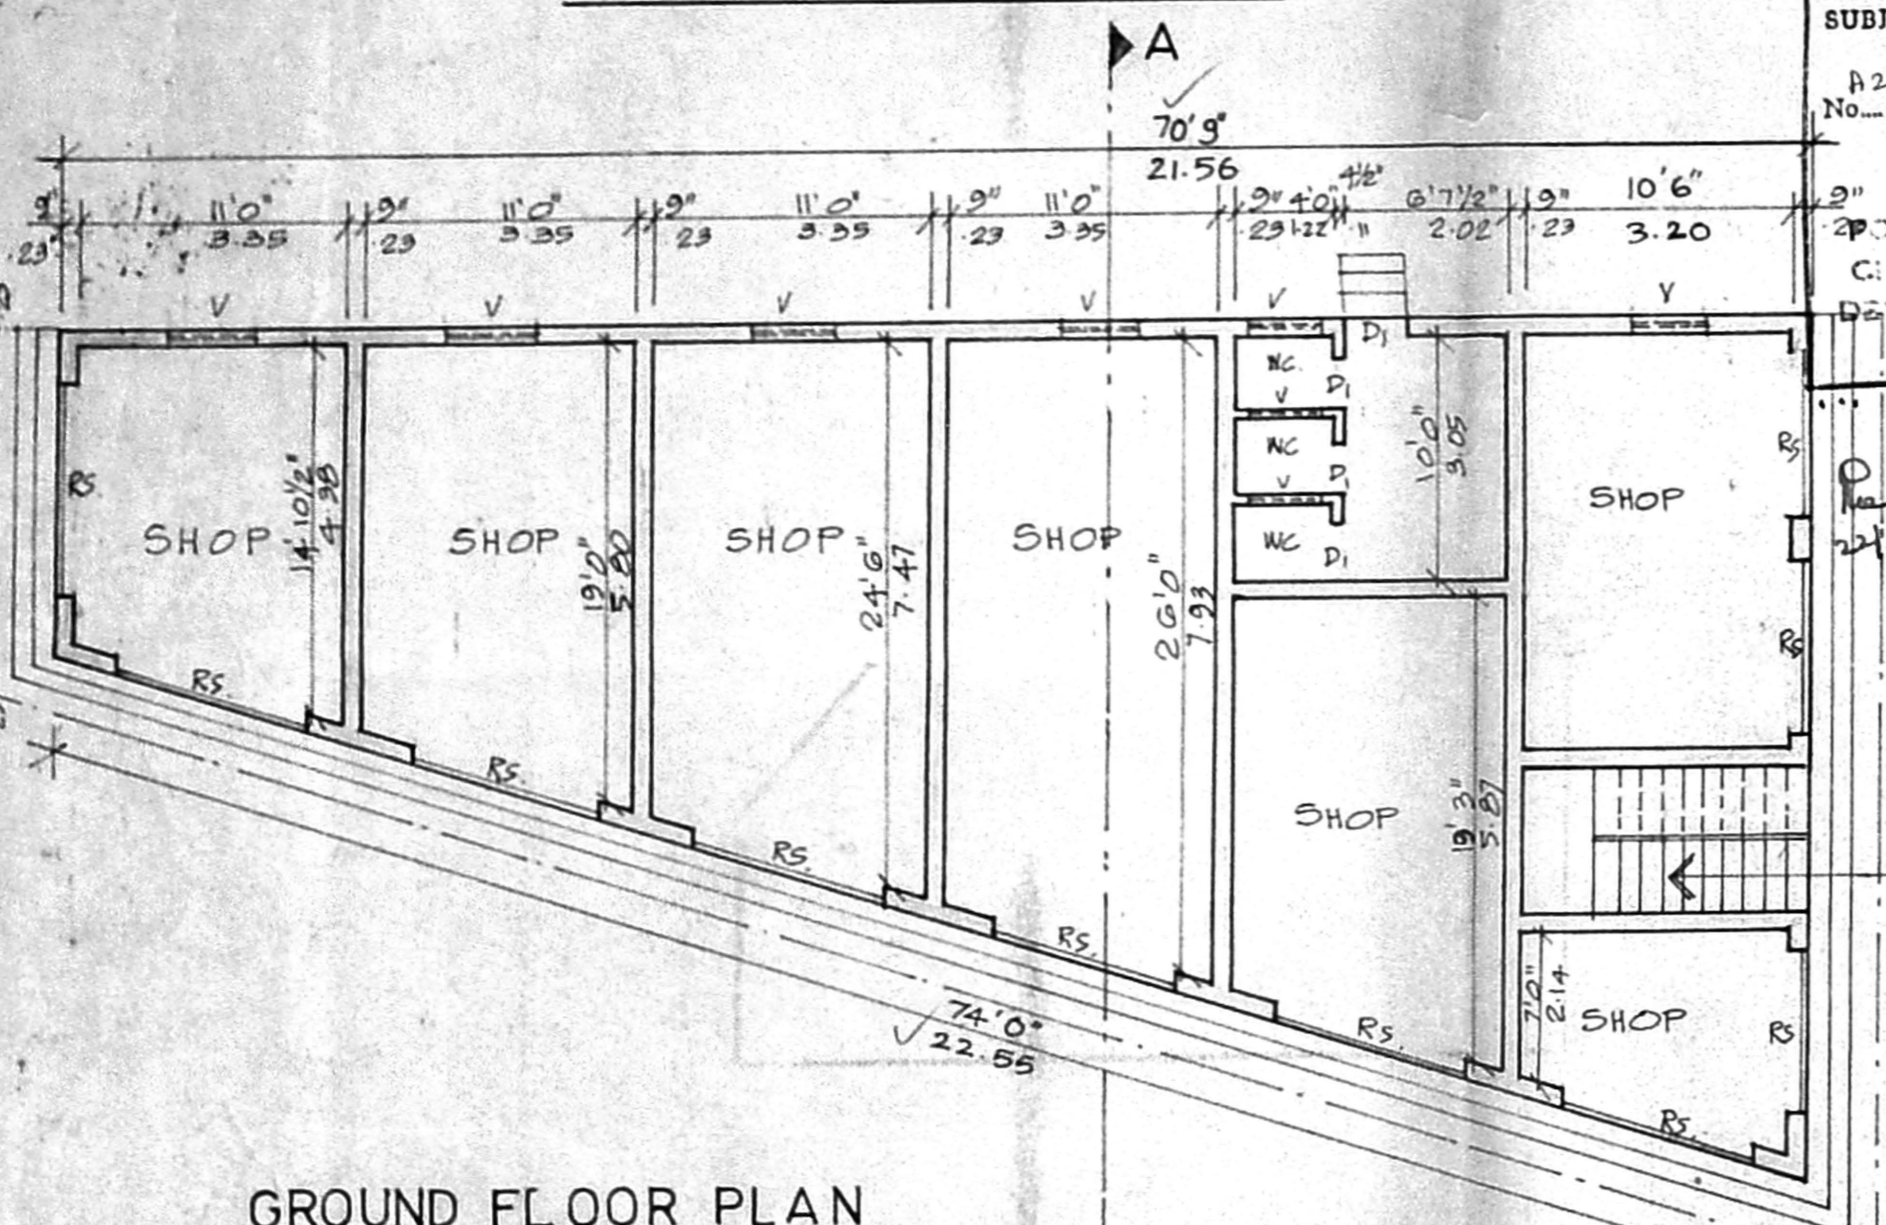 SUBI
A
A2
No....
70'9"
21.56
9" 11'0" 9" 11'0" 9" 11'0" 9" 11'0" 9" 4'0" 4½" 6'7½" 9" 10'6" 9"
.23 3.35 .23 3.35 .23 3.35 .23 3.35 .23 1.22 .11 2.02 .23 3.20
V V V V V V
D1
WC
V
D1
WC
V
D1
WC
D1
10'0"
3.05
RS.
SHOP
14'10½"
4.38
SHOP
19'0"
5.80
SHOP
24'6"
7.47
SHOP
26'0"
7.93
SHOP
RS
RS
RS.
RS.
RS.
RS.
SHOP
19'3"
5.87
7'0"
2.14
SHOP
RS
RS.
RS.
74'0"
22.55
GROUND FLOOR PLAN